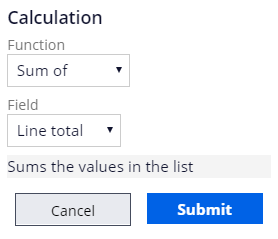 Calculation
Function
Sum of
Field
Line total
Sums the values in the list
Cancel
Submit